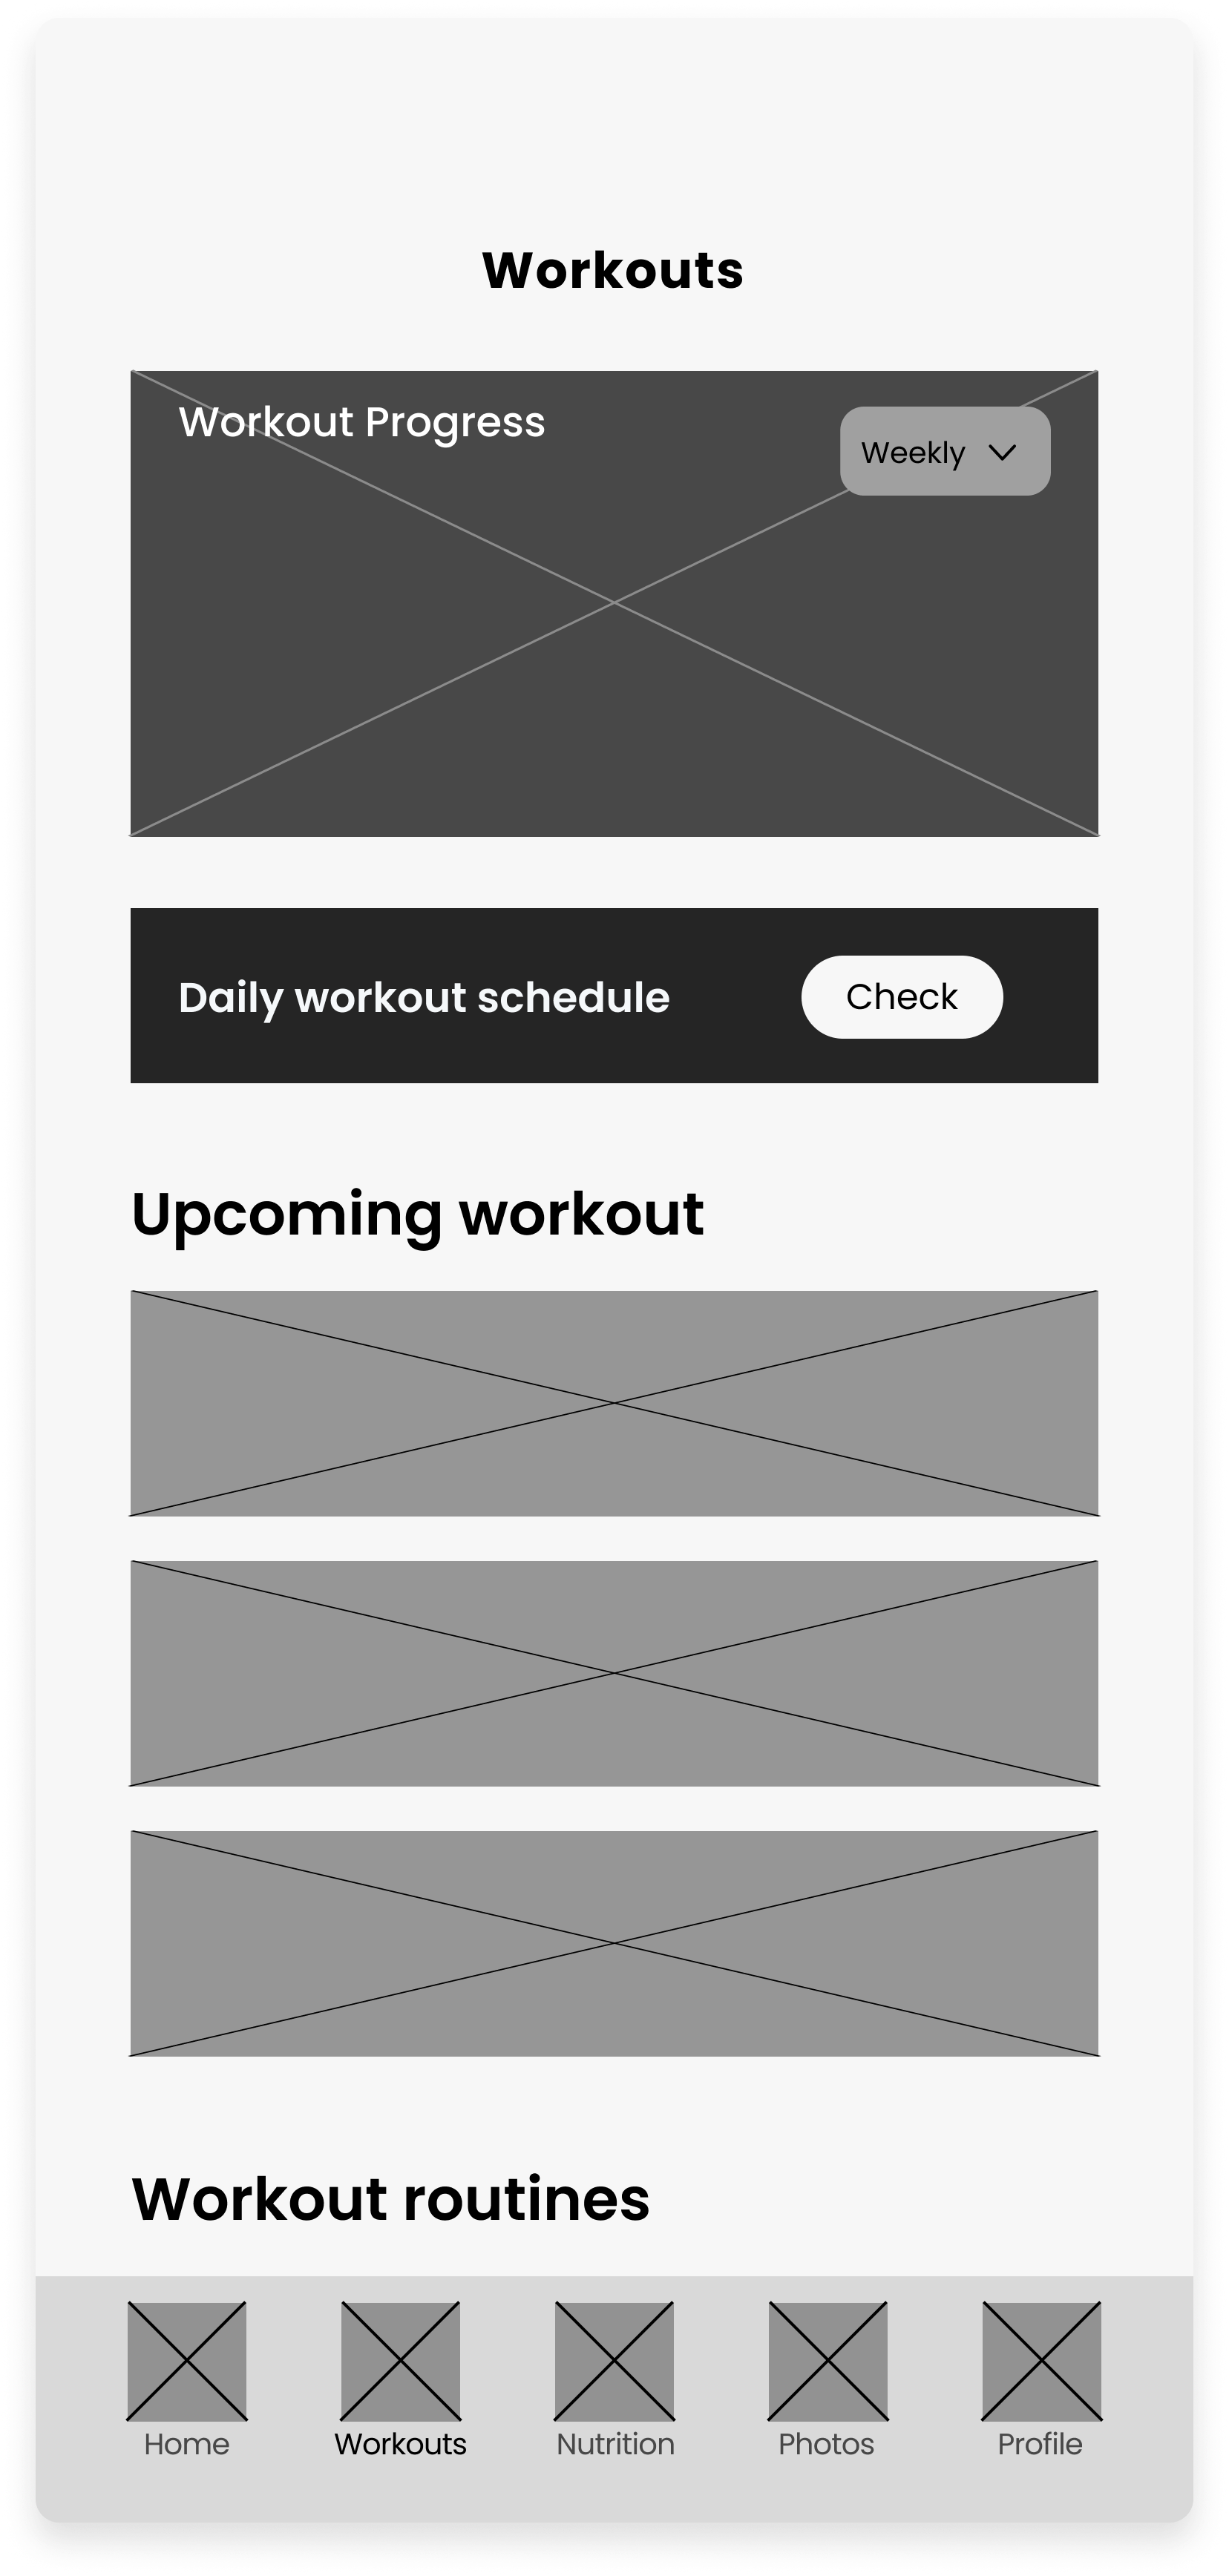 Workouts
Workout Progress
Weekly
Daily workout schedule
Check
Upcoming workout
Workout routines
Home
Workouts
Nutrition
Photos
Profile